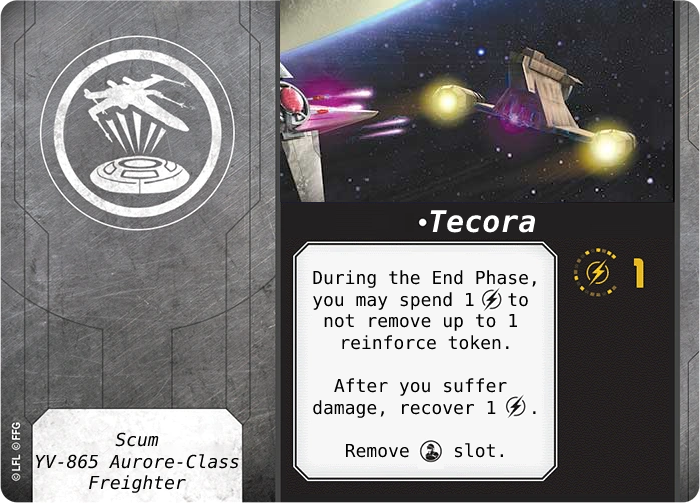 •Tecora
During the End Phase,
you may spend 1 to
not remove up to 1
reinforce token.
After you suffer
damage, recover 1 .
Remove slot.
1
Scum
YV-865 Aurore-Class
Freighter
© LFL © FFG